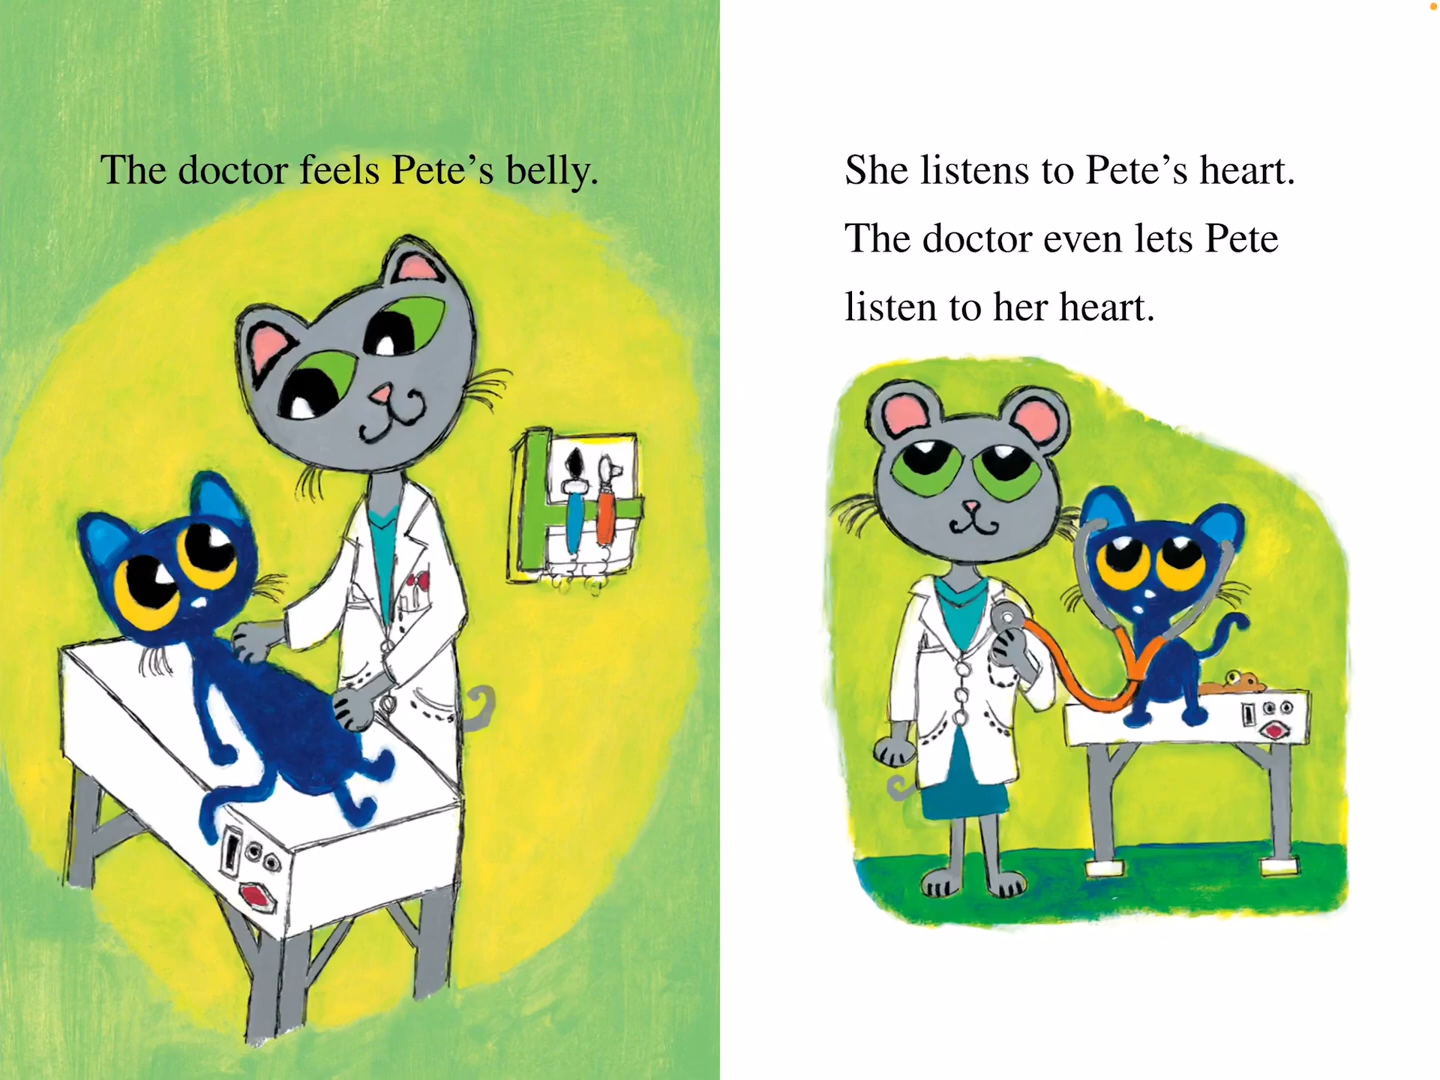 The doctor feels Pete’s belly.
She listens to Pete’s heart.
The doctor even lets Pete
listen to her heart.